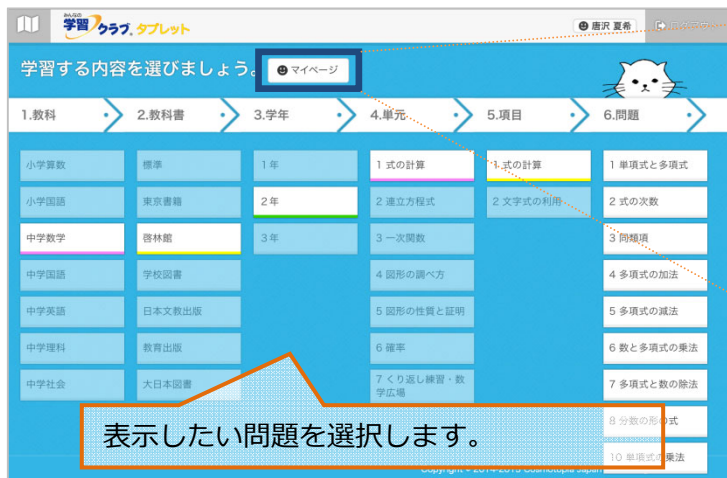 みんなの
学習クラブ タブレット
唐沢 夏希
ログアウト
学習する内容を選びましょう。
マイページ
1.教科
2.教科書
3.学年
4.単元
5.項目
6.問題
小学算数
標準
1 年
1 式の計算
1 式の計算
1 単項式と多項式
小学国語
東京書籍
2 年
2 連立方程式
2 文字式の利用
2 式の次数
中学数学
啓林館
3 年
3 一次関数
3 同類項
中学国語
学校図書
4 図形の調べ方
4 多項式の加法
中学英語
日本文教出版
5 図形の性質と証明
5 多項式の減法
中学理科
教育出版
6 確率
6 数と多項式の乗法
中学社会
大日本図書
7 くり返し練習・数
学広場
7 多項式と数の除法
8 分数の形の式
10 単項式の乗法
表示したい問題を選択します。
Copyright © 2014-2015 Cosmotopia Japan